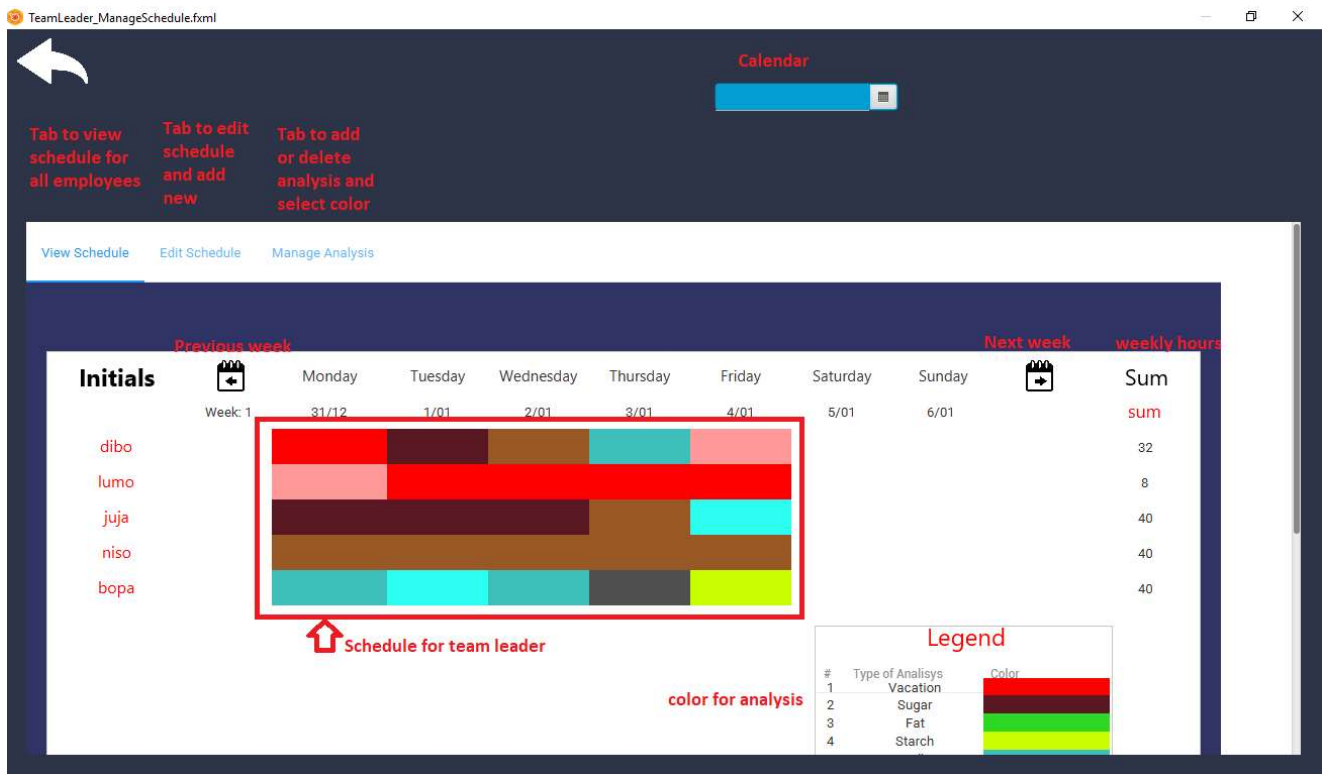 TeamLeader_ManageSchedule.fxml
Calendar
Tab to view
schedule for
all employees
Tab to edit
schedule
and add
new
Tab to add
or delete
analysis and
select color
View Schedule Edit Schedule Manage Analysis
Previous week Next week weekly hours
Initials Monday Tuesday Wednesday Thursday Friday Saturday Sunday Sum
Week: 1 31/12 1/01 2/01 3/01 4/01 5/01 6/01 sum
dibo 32
lumo 8
juja 40
niso 40
bopa 40
Schedule for team leader
Legend
# Type of Analisys Color
color for analysis
1 Vacation
2 Sugar
3 Fat
4 Starch